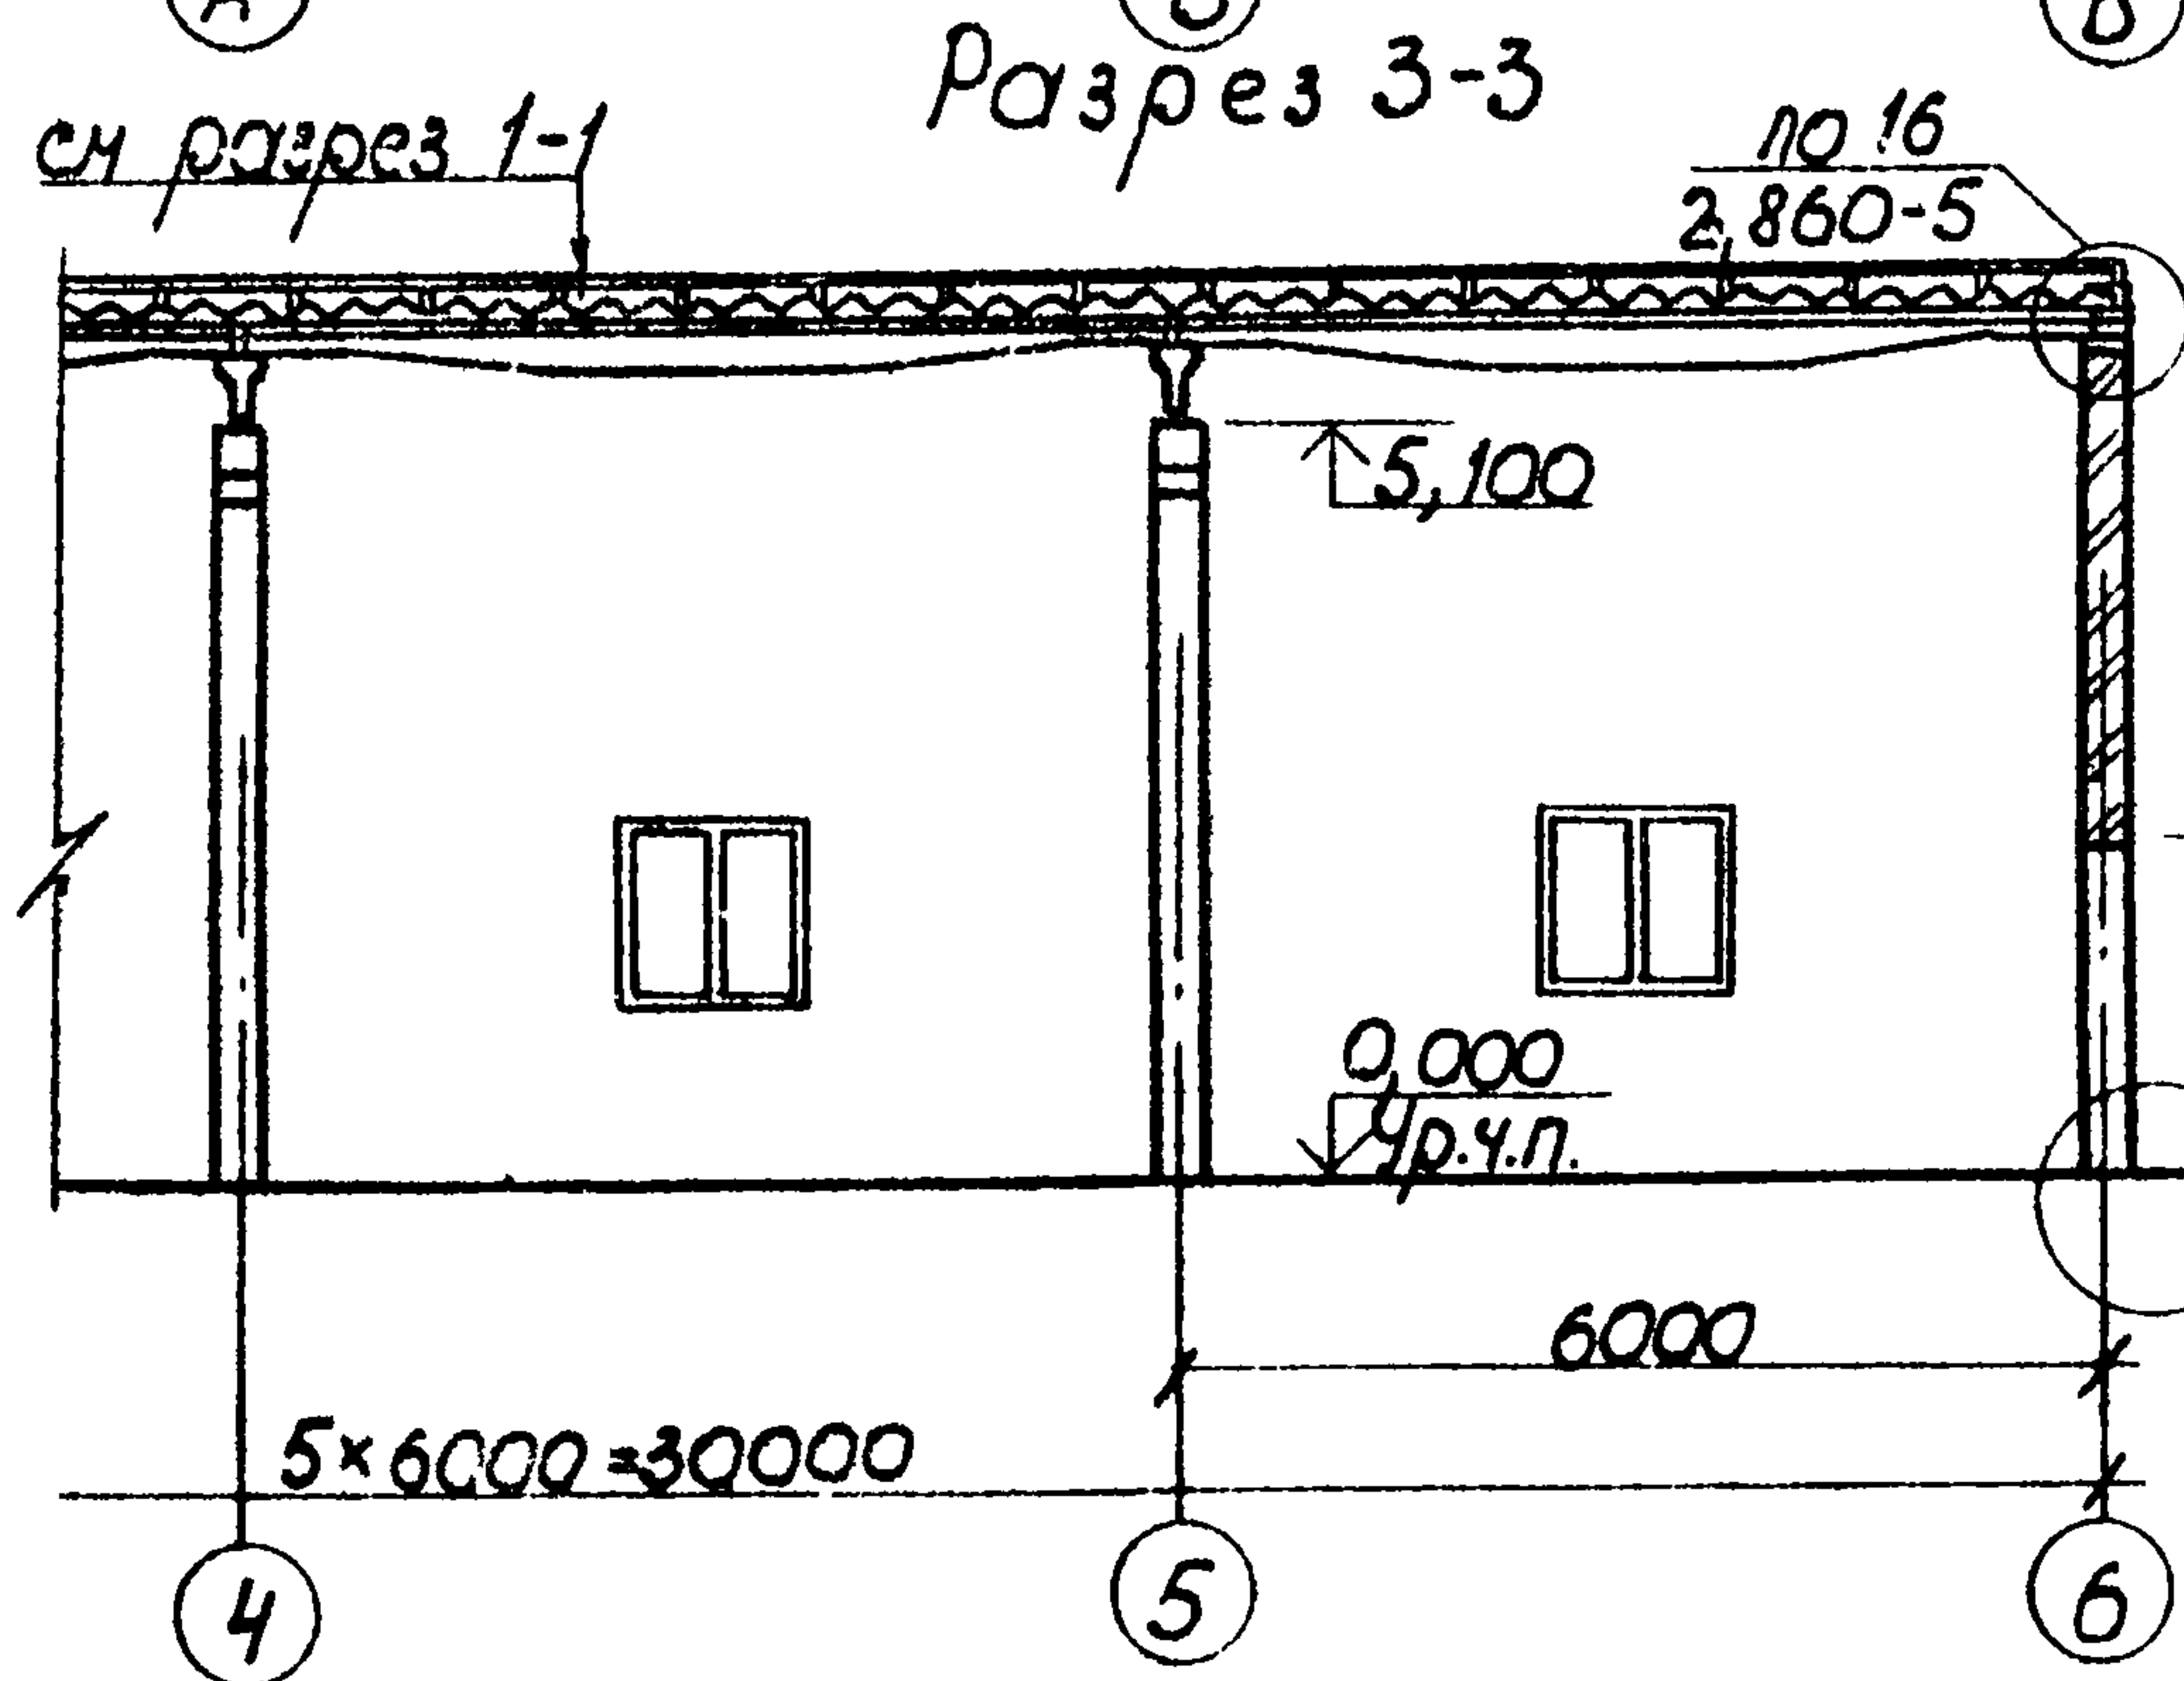 Разрез 3-3
см разрез 1-1
по 16
2,860-5
5,100
0,000
Ур.ч.п.
6000
5×6000=30000
4
5
6